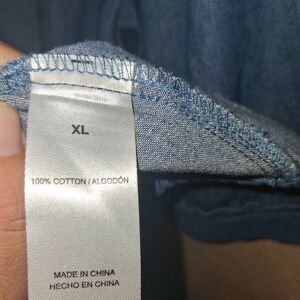 XL
100% COTTON / ALGODÓN
MADE IN CHINA
HECHO EN CHINA